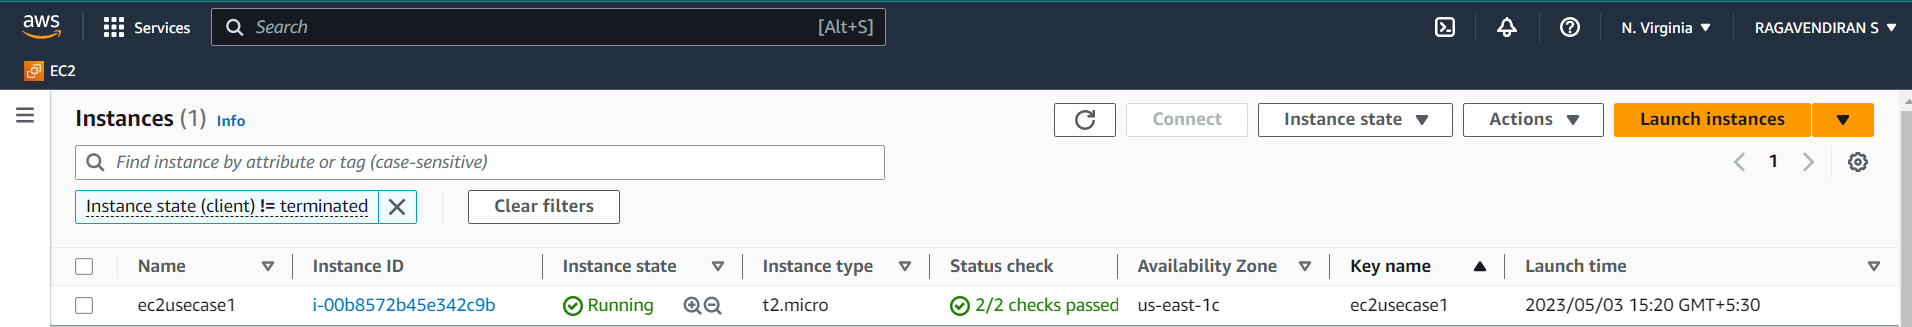 aws Services Search [Alt+S] N. Virginia RAGAVENDIRAN S
EC2
Instances (1) Info Connect Instance state Actions Launch instances
Find instance by attribute or tag (case-sensitive) 1
Instance state (client) != terminated Clear filters
Name Instance ID Instance state Instance type Status check Availability Zone Key name Launch time
ec2usecase1 i-00b8572b45e342c9b Running t2.micro 2/2 checks passed us-east-1c ec2usecase1 2023/05/03 15:20 GMT+5:30